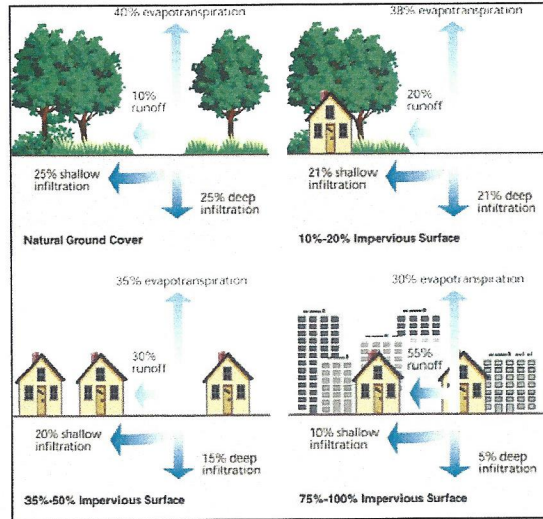 40% evapotranspiration
10%
runoff
25% shallow
infiltration
25% deep
infiltration
Natural Ground Cover
38% evapotranspiration
20%
runoff
21% shallow
infiltration
21% deep
infiltration
10%-20% Impervious Surface
35% evapotranspiration
30%
runoff
20% shallow
infiltration
15% deep
infiltration
35%-50% Impervious Surface
30% evapotranspiration
55%
runoff
10% shallow
infiltration
5% deep
infiltration
75%-100% Impervious Surface